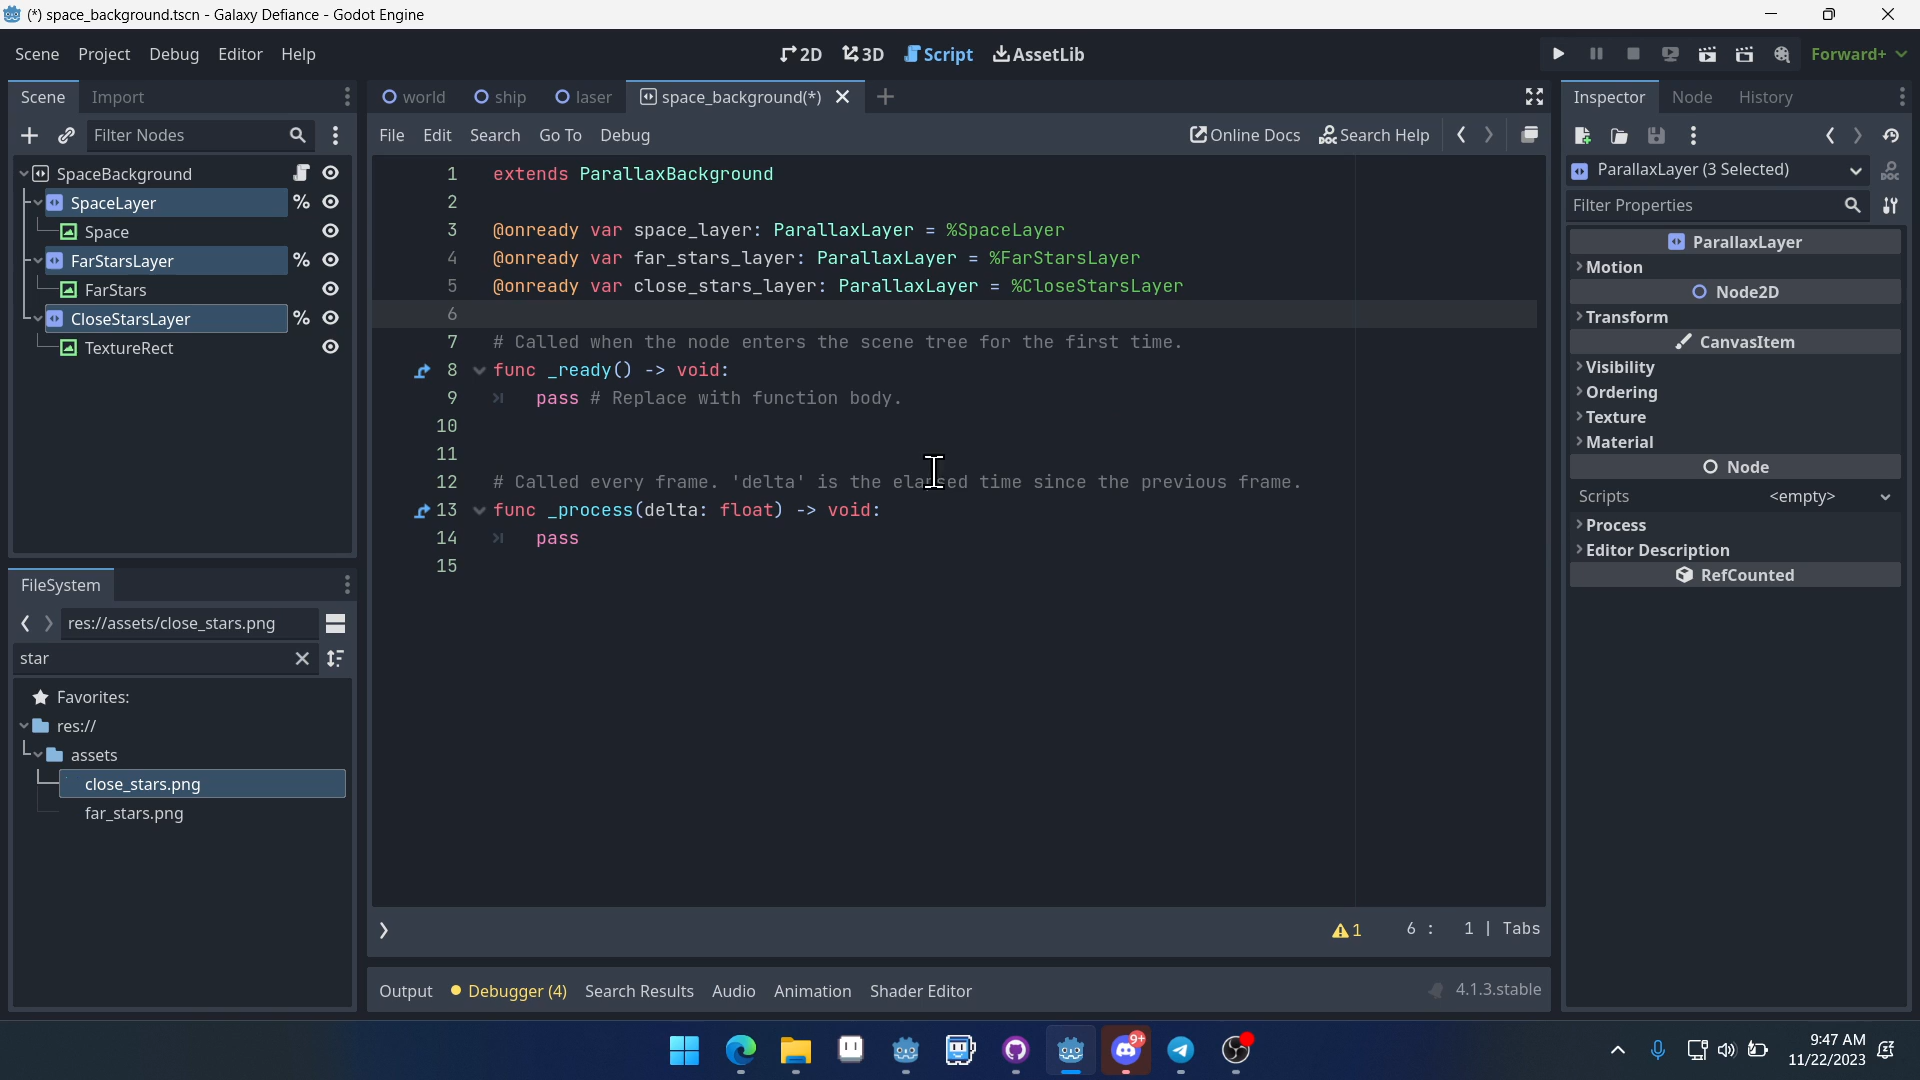 (*) space_background.tscn - Galaxy Defiance - Godot Engine
Scene Project Debug Editor Help
2D 3D Script AssetLib
Forward+
Scene Import
world ship laser space_background(*)
Inspector Node History
Filter Nodes
File Edit Search Go To Debug
Online Docs Search Help
ParallaxLayer (3 Selected)
Filter Properties
SpaceBackground
SpaceLayer %
Space
FarStarsLayer %
FarStars
CloseStarsLayer %
TextureRect
1 extends ParallaxBackground
2
3 @onready var space_layer: ParallaxLayer = %SpaceLayer
4 @onready var far_stars_layer: ParallaxLayer = %FarStarsLayer
5 @onready var close_stars_layer: ParallaxLayer = %CloseStarsLayer
6
7 # Called when the node enters the scene tree for the first time.
8 func _ready() -> void:
9 pass # Replace with function body.
10
11
12 # Called every frame. 'delta' is the elapsed time since the previous frame.
13 func _process(delta: float) -> void:
14 pass
15
ParallaxLayer
Motion
Node2D
Transform
CanvasItem
Visibility
Ordering
Texture
Material
Node
Scripts <empty>
Process
Editor Description
RefCounted
FileSystem
res://assets/close_stars.png
star
Favorites:
res://
assets
close_stars.png
far_stars.png
1 6 : 1 | Tabs
Output Debugger (4) Search Results Audio Animation Shader Editor
4.1.3.stable
9+
9:47 AM
11/22/2023